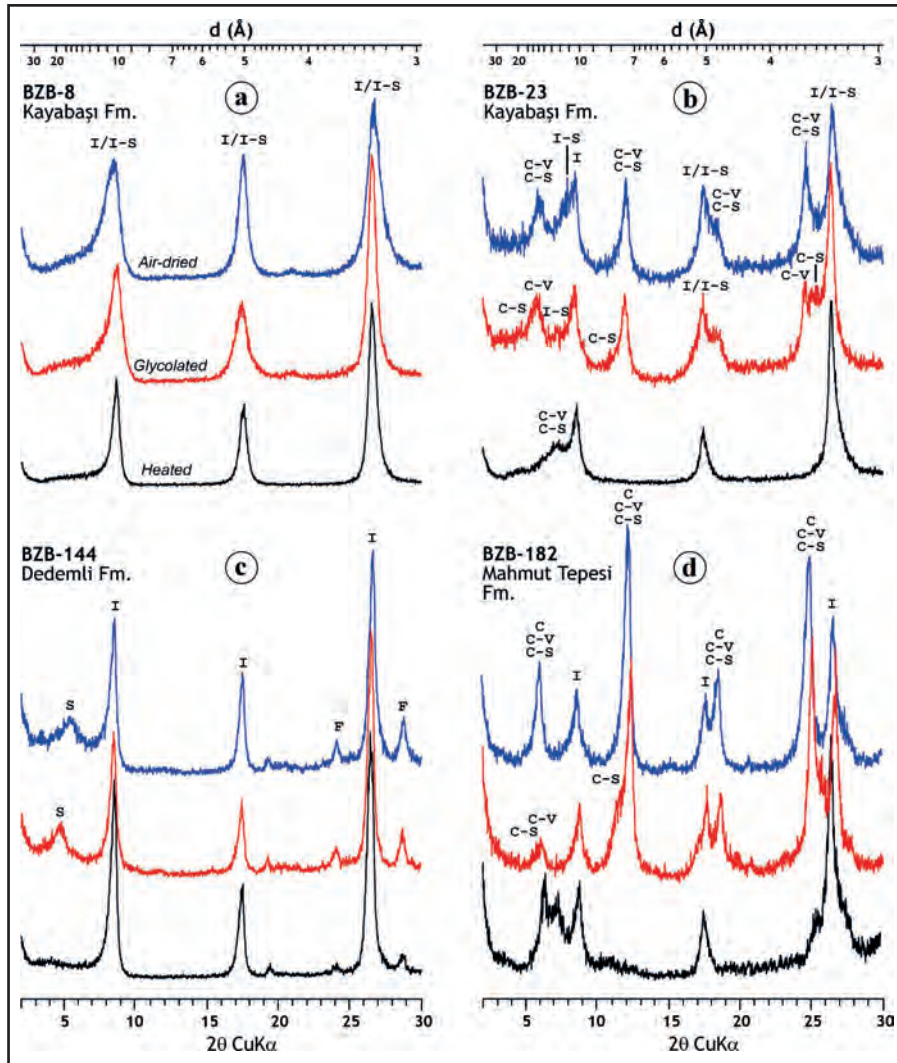 d (Å)
30 20 10 7 6 5 4 3
BZB-8
Kayabaşı Fm.
a
I/I-S
I/I-S
I/I-S
Air-dried
Glycolated
Heated
d (Å)
30 20 10 7 6 5 4 3
BZB-23
Kayabaşı Fm.
b
I/I-S
C-V
C-S
I-S
I
C-V
C-S
C-V
C-S
I/I-S
C-V
C-S
C-S
C-V
I/I-S
C-V
C-S
I-S
C-S
C-V
C-S
BZB-144
Dedemli Fm.
c
I
I
I
S
F
F
S
5 10 15 20 25 30
2θ CuKα
BZB-182
Mahmut Tepesi
Fm.
d
C
C-V
C-S
C
C-V
C-S
I
C
C-V
C-S
I
I
C
C-V
C-S
C-S
C-V
C-S
5 10 15 20 25 30
2θ CuKα